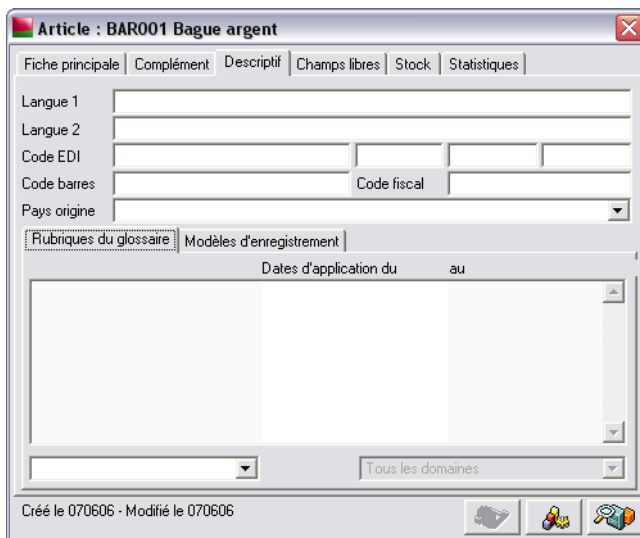 Article : BAR001 Bague argent
Fiche principale Complément Descriptif Champs libres Stock Statistiques
Langue 1
Langue 2
Code EDI
Code barres Code fiscal
Pays origine
Rubriques du glossaire Modèles d'enregistrement
Dates d'application du au
Tous les domaines
Créé le 070606 - Modifié le 070606